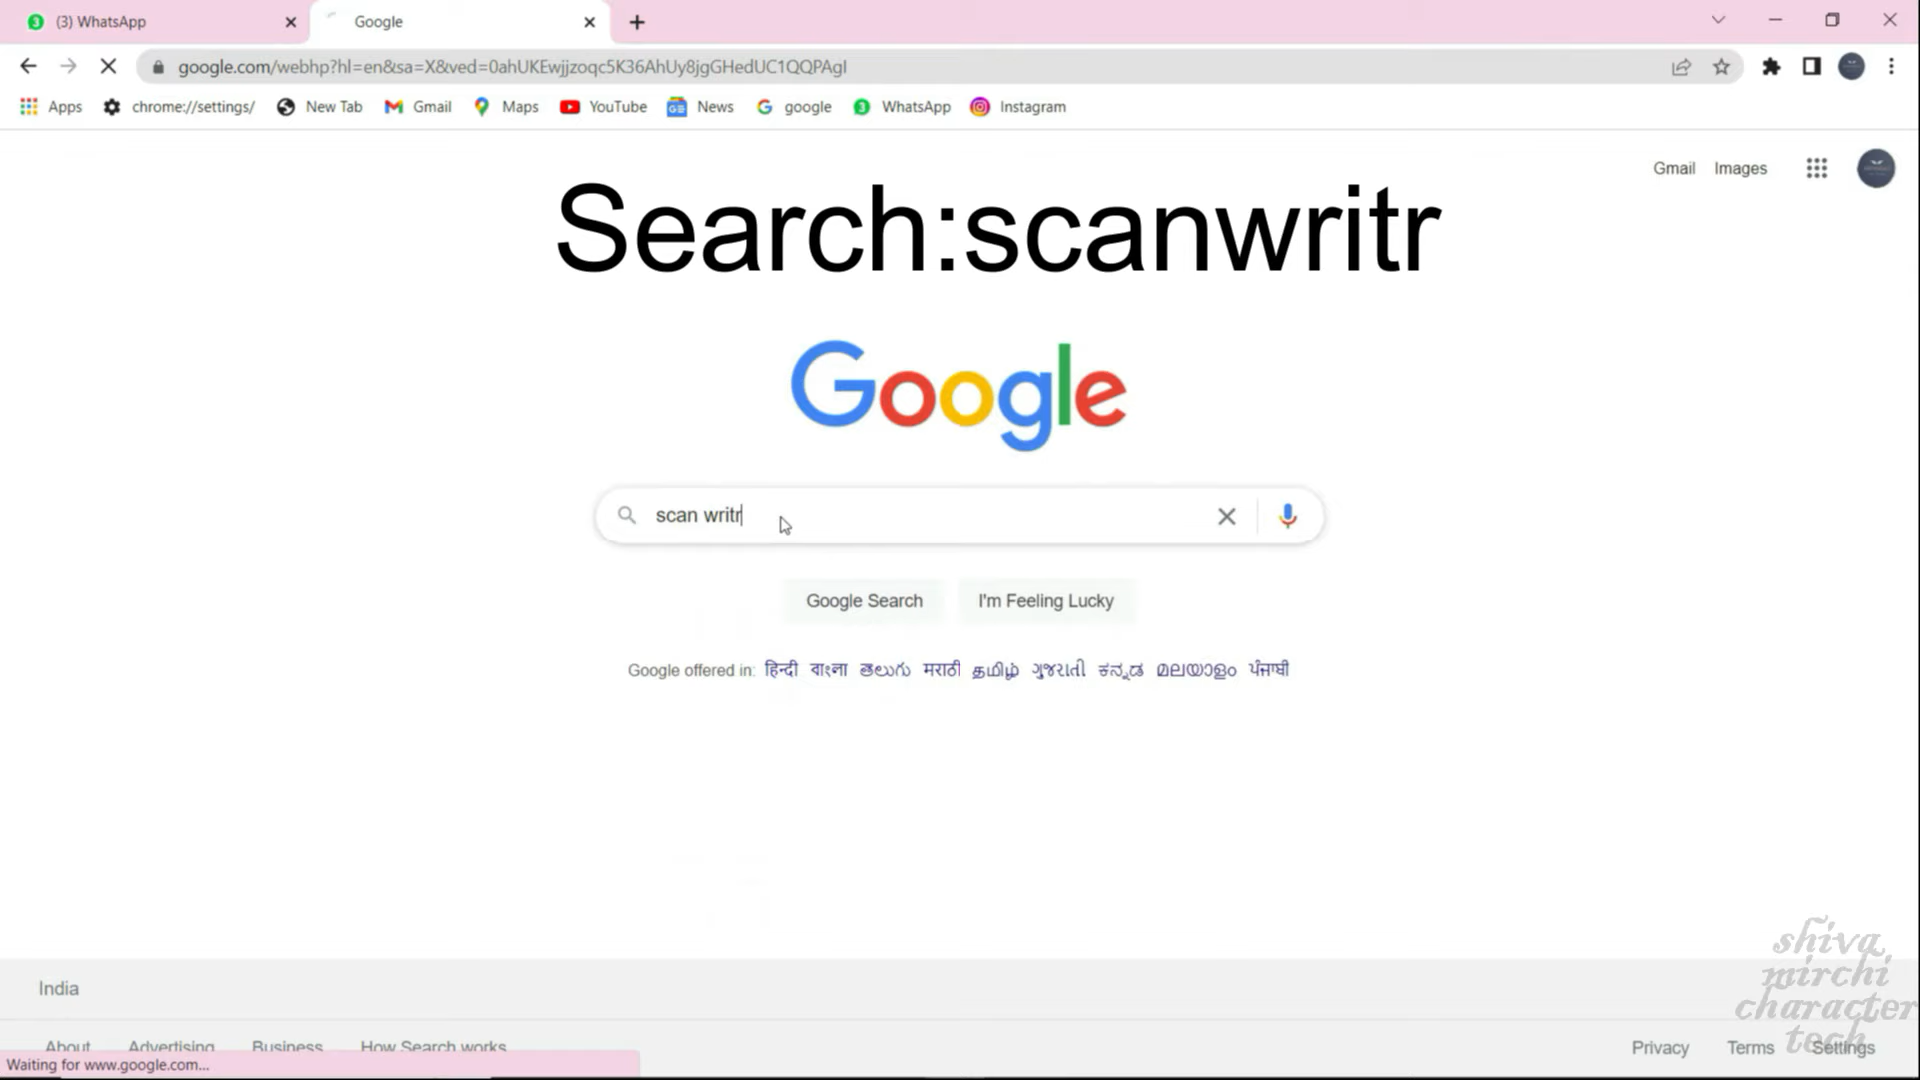 (3) WhatsApp
Google
google.com/webhp?hl=en&sa=X&ved=0ahUKEwjjzoqc5K36AhUy8jgGHedUC1QQPAgI
Apps chrome://settings/ New Tab Gmail Maps YouTube News google WhatsApp Instagram
Gmail Images
Search:scanwritr
Google
scan writr
Google Search I'm Feeling Lucky
Google offered in: हिन्दी বাংলা తెలుగు मराठी தமிழ் ગુજરાતી ಕನ್ನಡ മലയാളം ਪੰਜਾਬੀ
India
About Advertising Business How Search works
Privacy Terms Settings
Waiting for www.google.com...
shiva
mirchi
character
tech